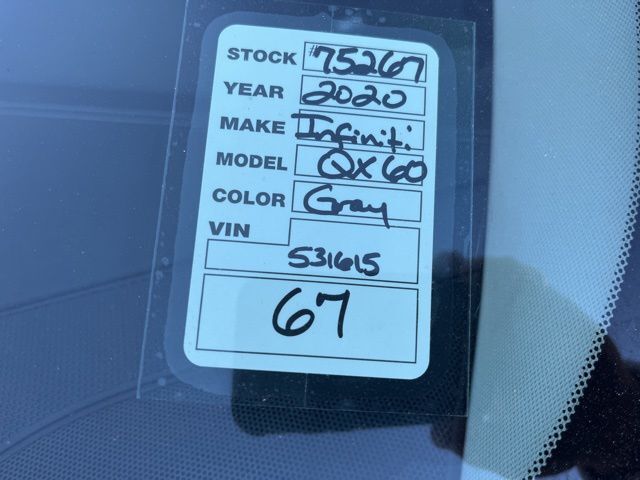 STOCK #75267
YEAR 2020
MAKE Infiniti
MODEL QX60
COLOR Gray
VIN
531615
67